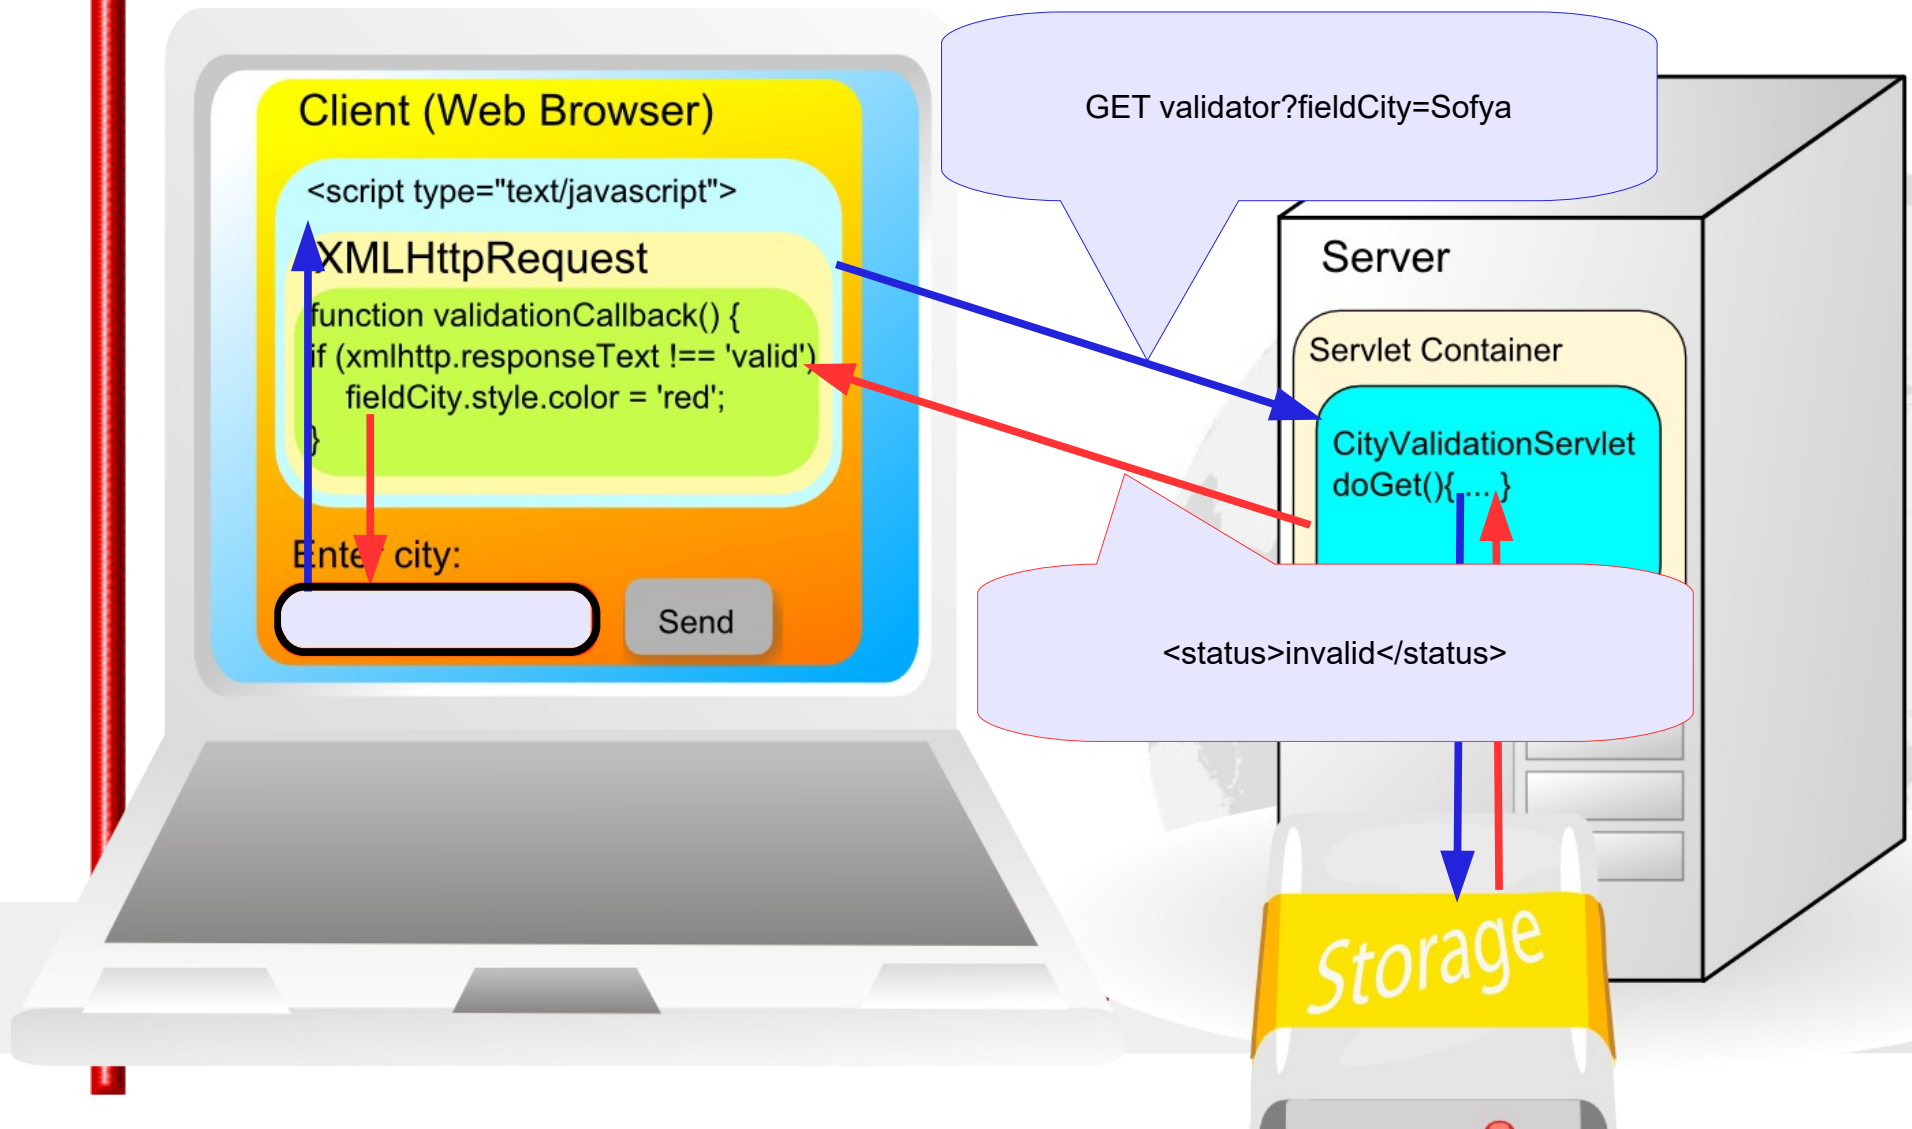 Client (Web Browser)
<script type="text/javascript">
XMLHttpRequest
function validationCallback() {
if (xmlhttp.responseText !== 'valid')
fieldCity.style.color = 'red';
}
Enter city:
Send
GET validator?fieldCity=Sofya
Server
Servlet Container
CityValidationServlet
doGet(){ ... }
<status>invalid</status>
Storage